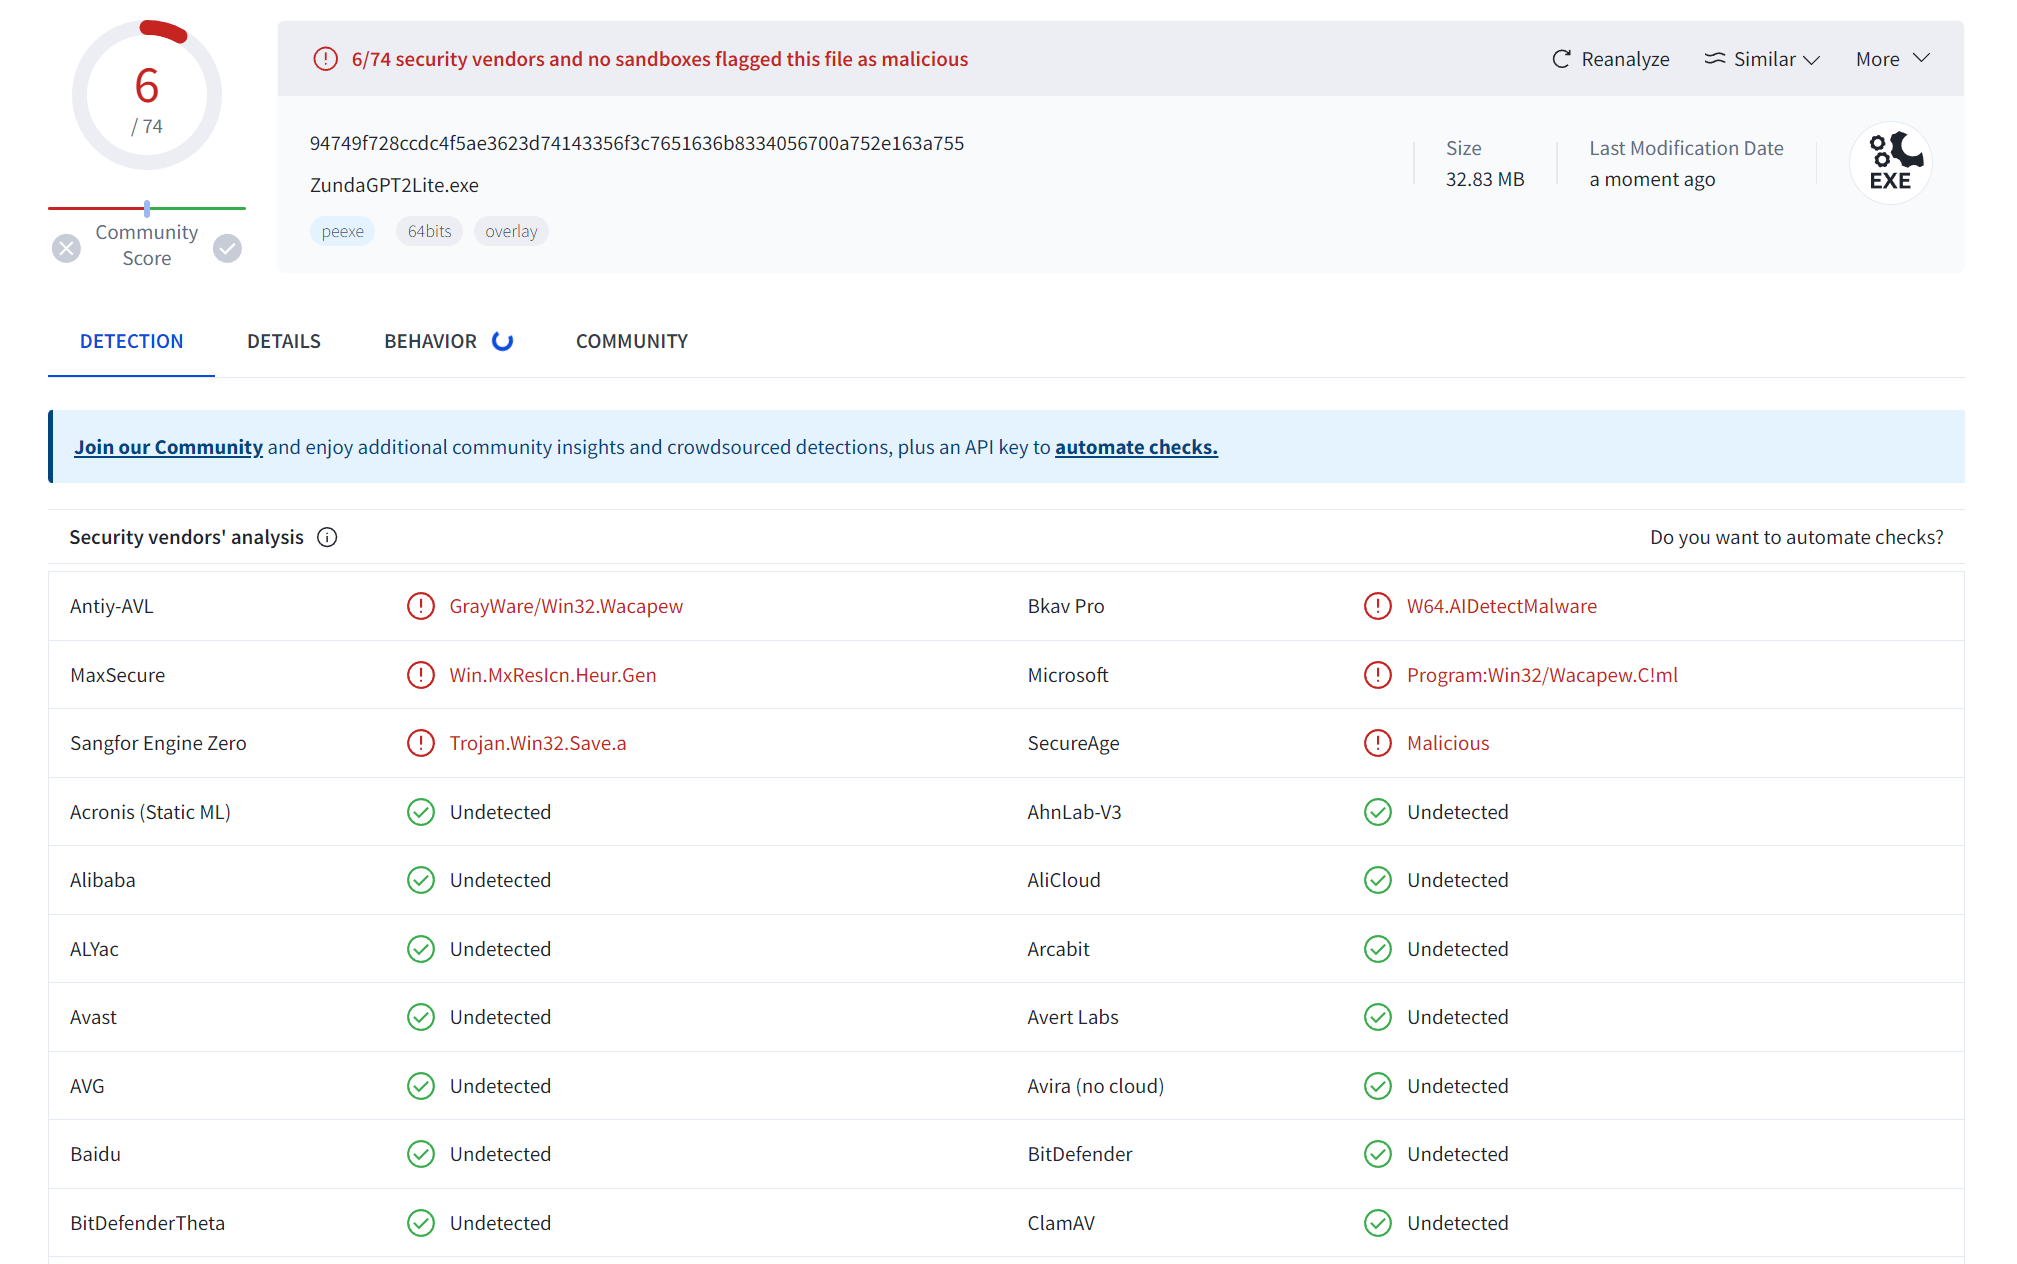 6
/ 74
Community
Score
6/74 security vendors and no sandboxes flagged this file as malicious
Reanalyze
Similar
More
94749f728ccdc4f5ae3623d74143356f3c7651636b8334056700a752e163a755
ZundaGPT2Lite.exe
peexe
64bits
overlay
Size
32.83 MB
Last Modification Date
a moment ago
EXE
DETECTION
DETAILS
BEHAVIOR
COMMUNITY
Join our Community and enjoy additional community insights and crowdsourced detections, plus an API key to automate checks.
Security vendors' analysis
Do you want to automate checks?
Antiy-AVL GrayWare/Win32.Wacapew Bkav Pro W64.AIDetectMalware
MaxSecure Win.MxResIcn.Heur.Gen Microsoft Program:Win32/Wacapew.C!ml
Sangfor Engine Zero Trojan.Win32.Save.a SecureAge Malicious
Acronis (Static ML) Undetected AhnLab-V3 Undetected
Alibaba Undetected AliCloud Undetected
ALYac Undetected Arcabit Undetected
Avast Undetected Avert Labs Undetected
AVG Undetected Avira (no cloud) Undetected
Baidu Undetected BitDefender Undetected
BitDefenderTheta Undetected ClamAV Undetected